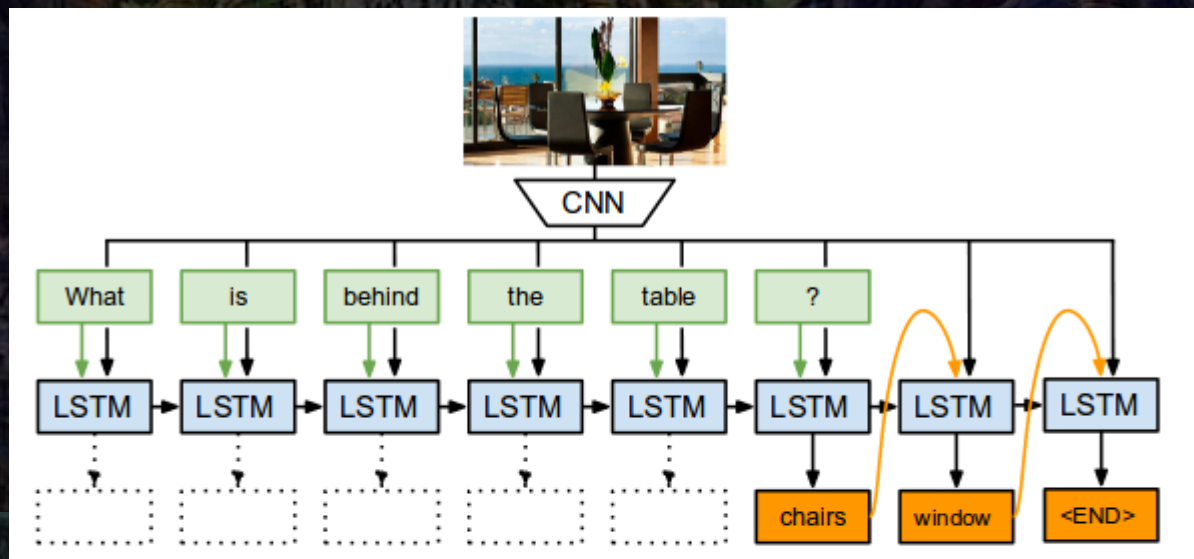 CNN
What is behind the table ?
LSTM LSTM LSTM LSTM LSTM LSTM LSTM LSTM
chairs window <END>